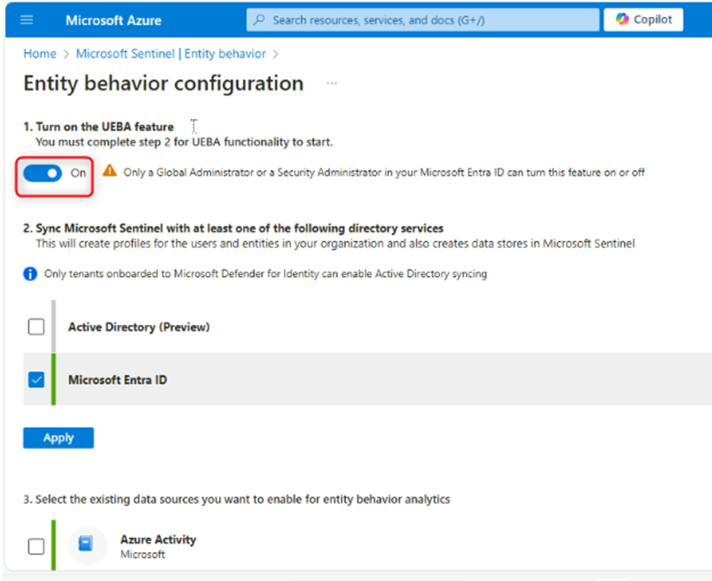 Microsoft Azure
Search resources, services, and docs (G+/)
Copilot
Home > Microsoft Sentinel | Entity behavior >
Entity behavior configuration ...
1. Turn on the UEBA feature
You must complete step 2 for UEBA functionality to start.
On
Only a Global Administrator or a Security Administrator in your Microsoft Entra ID can turn this feature on or off
2. Sync Microsoft Sentinel with at least one of the following directory services
This will create profiles for the users and entities in your organization and also creates data stores in Microsoft Sentinel
Only tenants onboarded to Microsoft Defender for Identity can enable Active Directory syncing
Active Directory (Preview)
Microsoft Entra ID
Apply
3. Select the existing data sources you want to enable for entity behavior analytics
Azure Activity
Microsoft